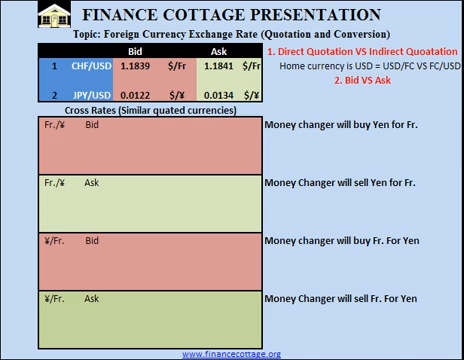 FINANCE COTTAGE PRESENTATION
Topic: Foreign Currency Exchange Rate (Quotation and Conversion)
Bid Ask
1 CHF/USD 1.1839 $/Fr 1.1841 $/Fr
2 JPY/USD 0.0122 $/¥ 0.0134 $/¥
1. Direct Quotation VS Indirect Quoatation
Home currency is USD = USD/FC VS FC/USD
2. Bid VS Ask
Cross Rates (Similar quated currencies)
Fr./¥ Bid
Money changer will buy Yen for Fr.
Fr./¥ Ask
Money Changer will sell Yen for Fr.
¥/Fr. Bid
Money changer will buy Fr. For Yen
¥/Fr. Ask
Money Changer will sell Fr. For Yen
www.financecottage.org